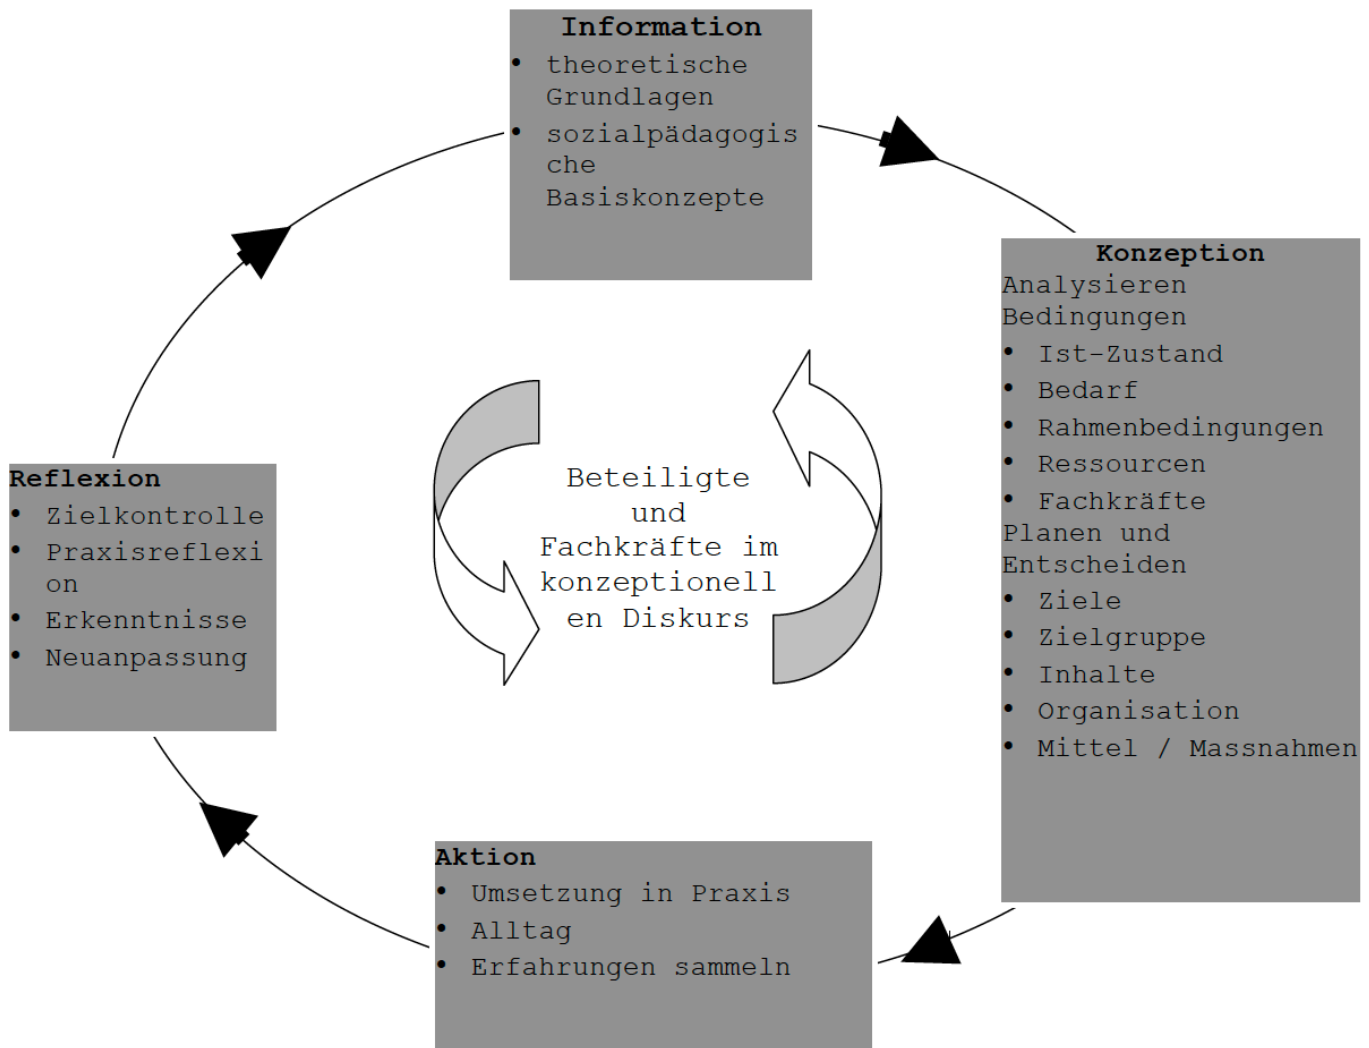 Information
• theoretische
Grundlagen
• sozialpädagogis
che
Basiskonzepte
Konzeption
Analysieren
Bedingungen
• Ist-Zustand
• Bedarf
• Rahmenbedingungen
• Ressourcen
• Fachkräfte
Planen und
Entscheiden
• Ziele
• Zielgruppe
• Inhalte
• Organisation
• Mittel / Massnahmen
Aktion
• Umsetzung in Praxis
• Alltag
• Erfahrungen sammeln
Reflexion
• Zielkontrolle
• Praxisreflexi
on
• Erkenntnisse
• Neuanpassung
Beteiligte
und
Fachkräfte im
konzeptionell
en Diskurs